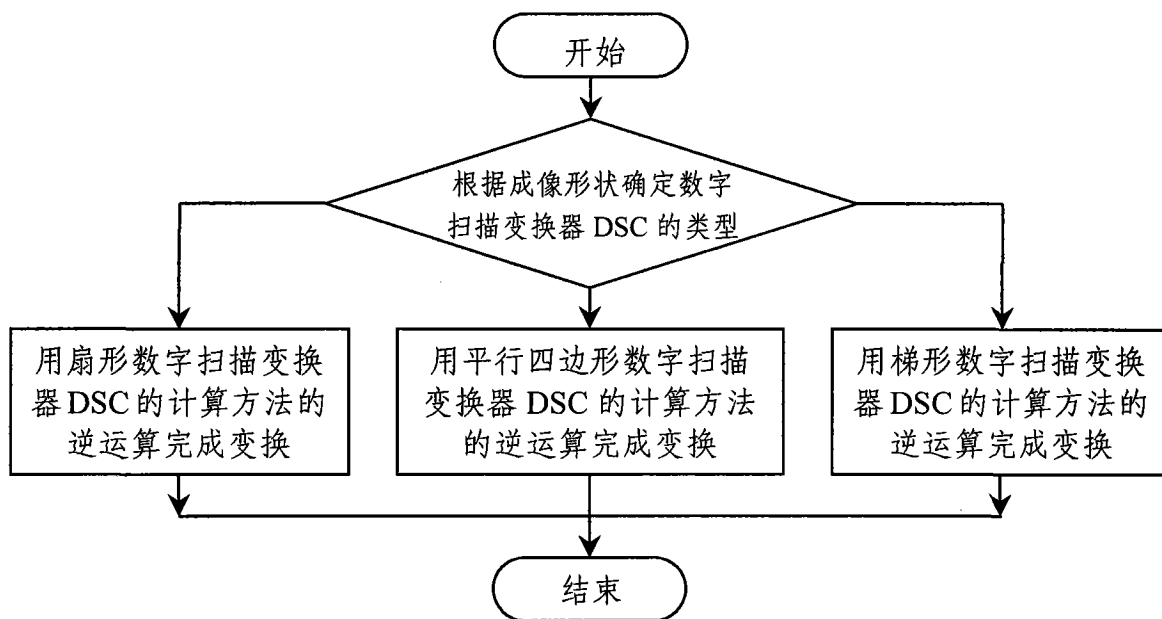 开始
根据成像形状确定数字
扫描变换器 DSC 的类型
用扇形数字扫描变换
器 DSC 的计算方法的
逆运算完成变换
用平行四边形数字扫描
变换器 DSC 的计算方法
的逆运算完成变换
用梯形数字扫描变换
器 DSC 的计算方法的
逆运算完成变换
结束